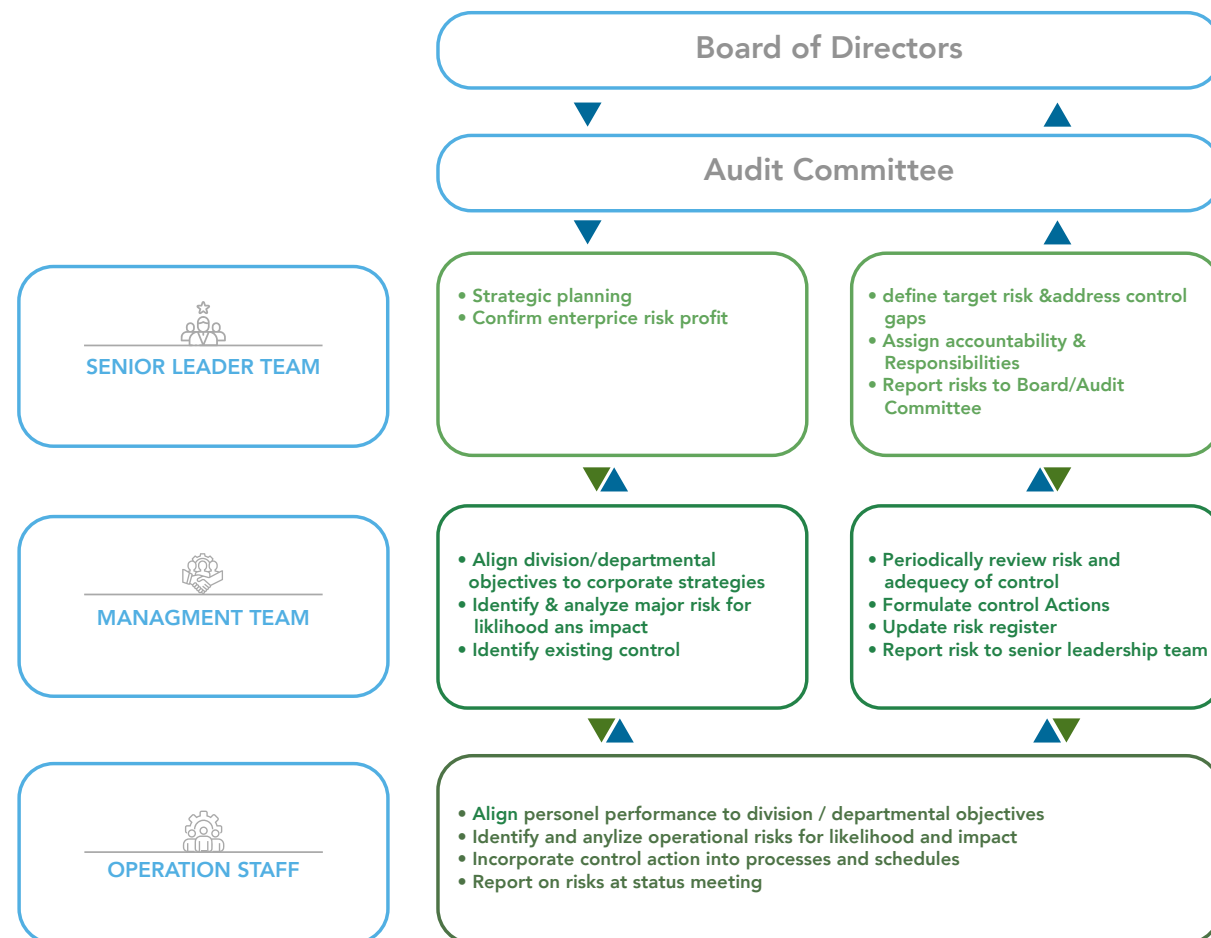 Board of Directors
Audit Committee
SENIOR LEADER TEAM
• Strategic planning
• Confirm enterprice risk profit
• define target risk &address control
gaps
• Assign accountability &
Responsibilities
• Report risks to Board/Audit
Committee
MANAGMENT TEAM
• Align division/departmental
objectives to corporate strategies
• Identify & analyze major risk for
liklihood ans impact
• Identify existing control
• Periodically review risk and
adequecy of control
• Formulate control Actions
• Update risk register
• Report risk to senior leadership team
OPERATION STAFF
• Align personel performance to division / departmental objectives
• Identify and anylize operational risks for likelihood and impact
• Incorporate control action into processes and schedules
• Report on risks at status meeting